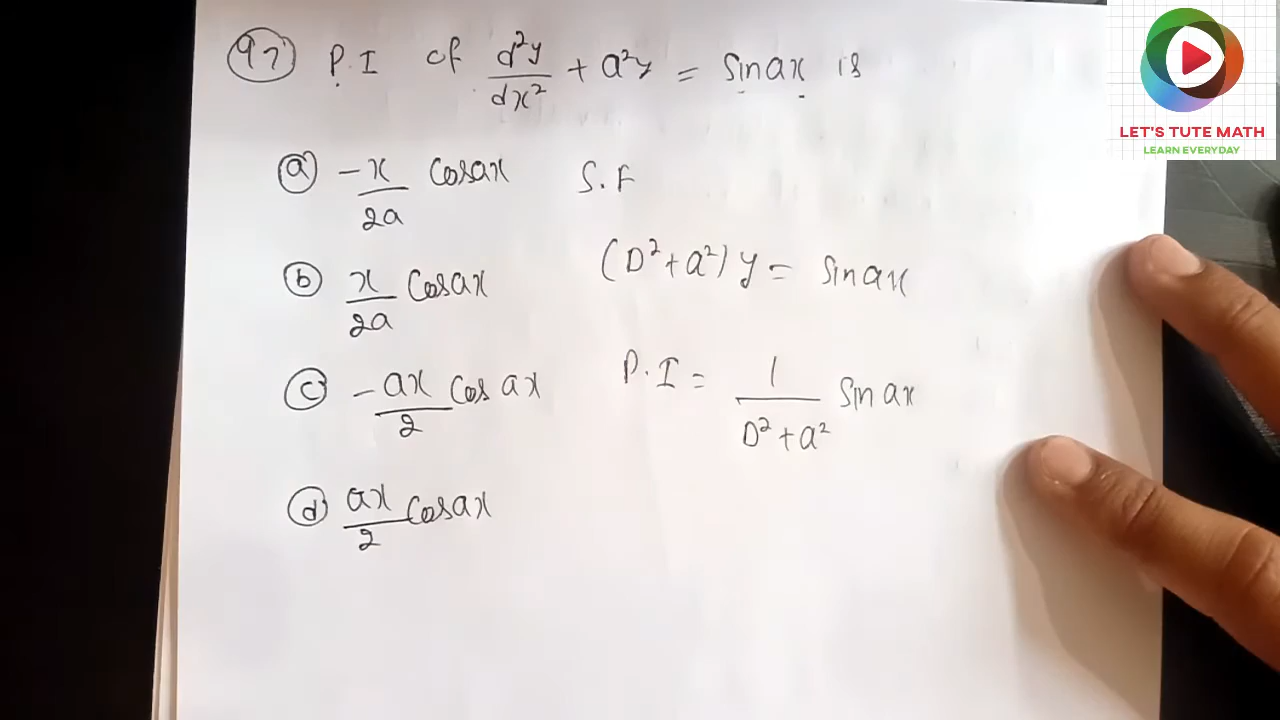 97 P.I of d²y/dx² + a²y = sin ax is
LET'S TUTE MATH
LEARN EVERYDAY
a -x/2a cos ax
S.F
b x/2a cos ax
(D² + a²) y = sin ax
c -ax/2 cos ax
P.I = 1/D² + a² sin ax
d ax/2 cos ax